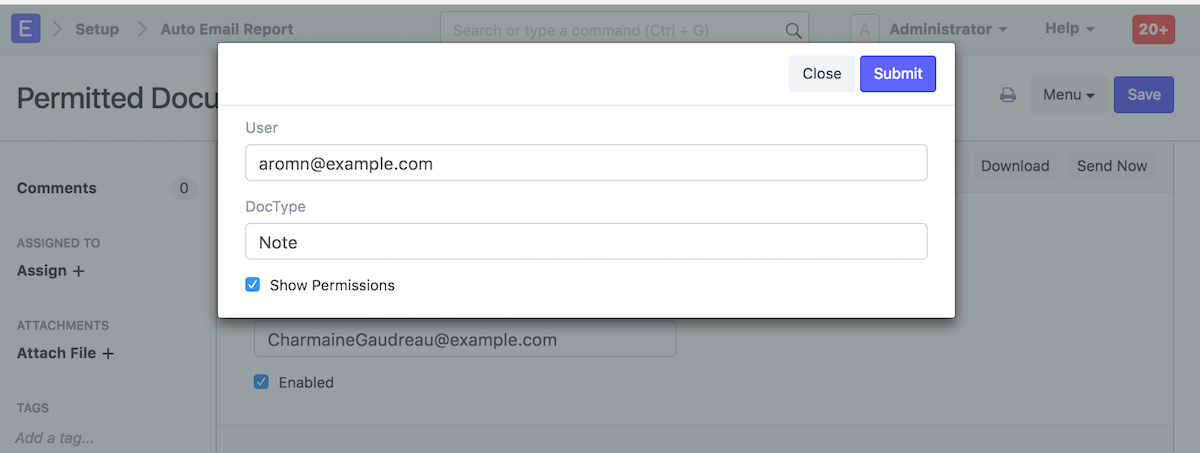 E Setup Auto Email Report Search or type a command (Ctrl + G) A Administrator Help 20+
Permitted Docu Menu Save
Close Submit
User
aromn@example.com
DocType
Note
Show Permissions
Download Send Now
Comments 0
ASSIGNED TO
Assign +
ATTACHMENTS
Attach File +
TAGS
Add a tag...
CharmaineGaudreau@example.com
Enabled